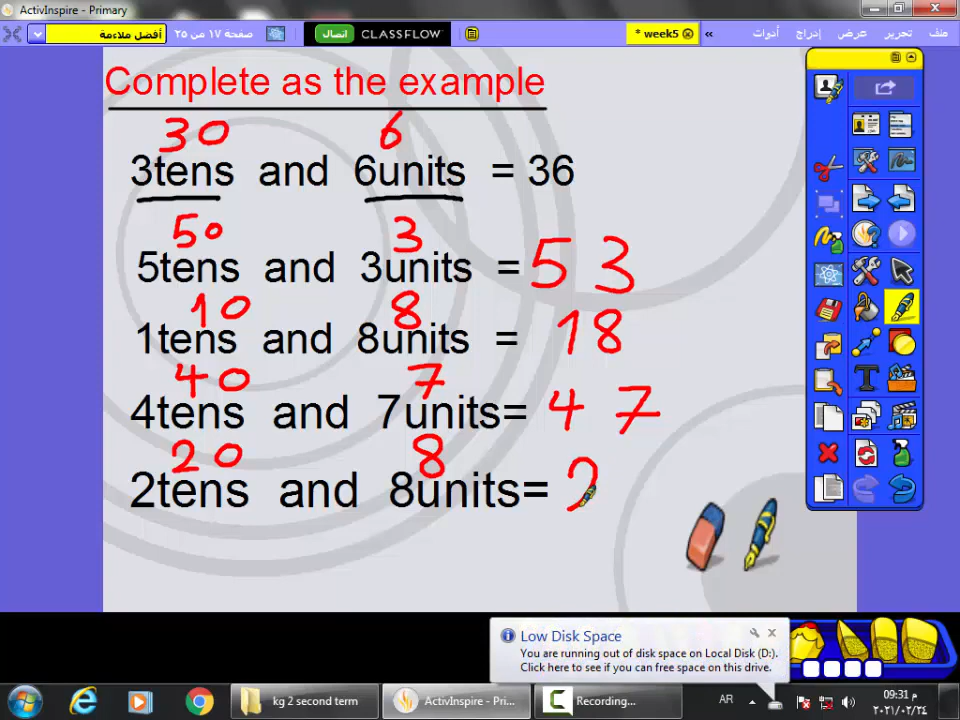 ActivInspire - Primary
أفضل ملاءمة
صفحة ١٧ من ٢٥
اتصال CLASSFLOW
* week5
«
أدوات إدراج عرض تحرير ملف
Complete as the example
30 6
3tens and 6units = 36
50 3
5tens and 3units = 53
10 8
1tens and 8units = 18
40 7
4tens and 7units= 47
20 8
2tens and 8units= 2
Low Disk Space
You are running out of disk space on Local Disk (D:).
Click here to see if you can free space on this drive.
kg 2 second term
ActivInspire - Pri...
Recording...
AR
09:31 م
٢٠٢١/٠٢/٢٤